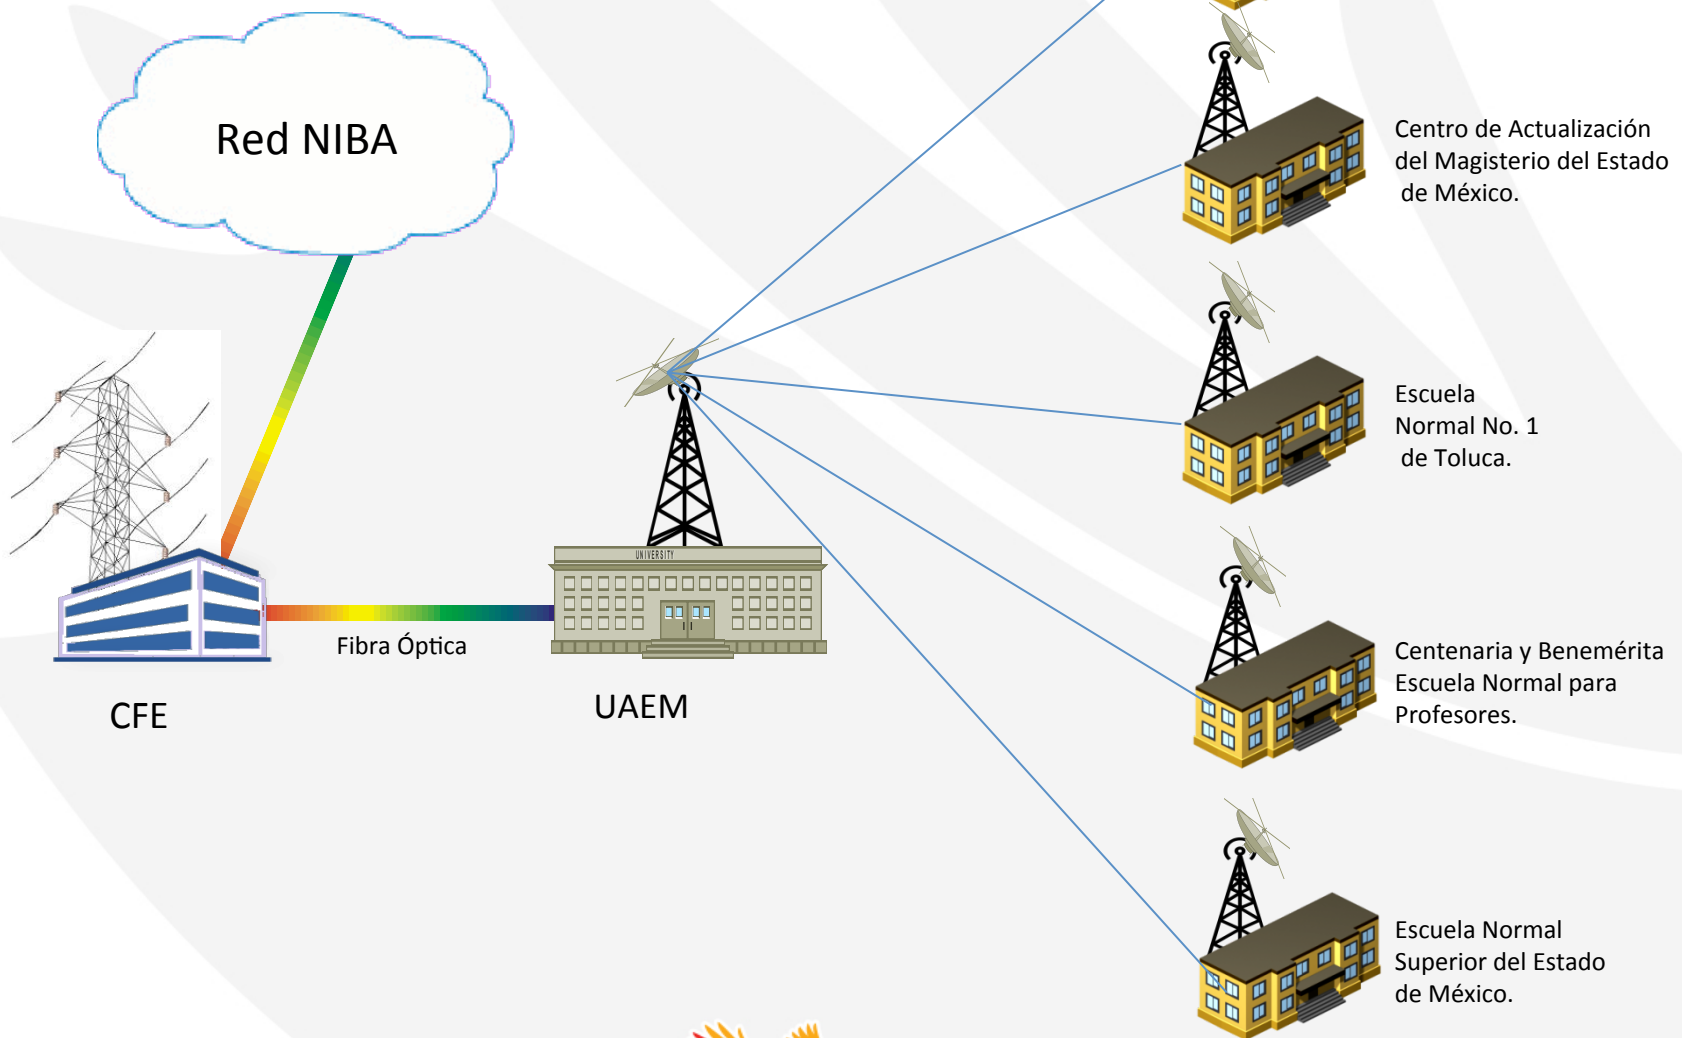 Red NIBA
Centro de Actualización
del Magisterio del Estado
de México.
Escuela
Normal No. 1
de Toluca.
UNIVERSITY
Fibra Óptica
CFE
UAEM
Centenaria y Benemérita
Escuela Normal para
Profesores.
Escuela Normal
Superior del Estado
de México.